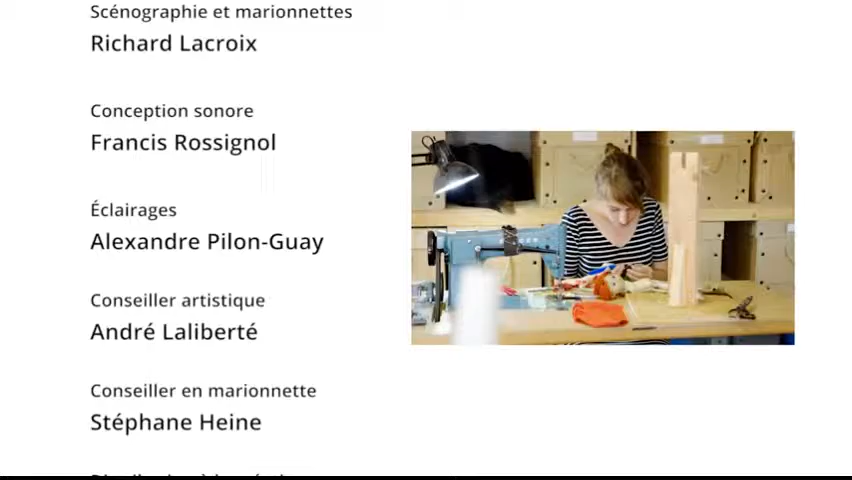 Scénographie et marionnettes
Richard Lacroix
Conception sonore
Francis Rossignol
Éclairages
Alexandre Pilon-Guay
Conseiller artistique
André Laliberté
Conseiller en marionnette
Stéphane Heine